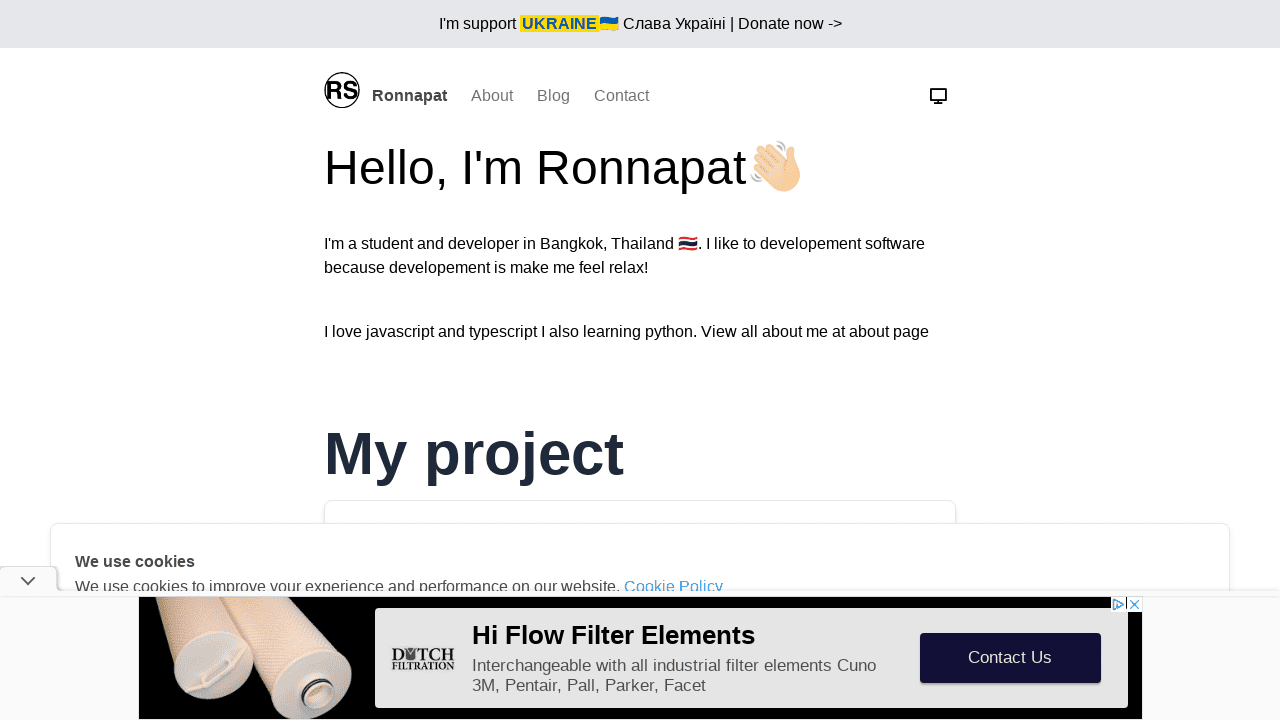 I'm support UKRAINE🇺🇦 Слава Україні | Donate now ->
RS Ronnapat About Blog Contact
Hello, I'm Ronnapat👋🏻
I'm a student and developer in Bangkok, Thailand 🇹🇭. I like to developement software
because developement is make me feel relax!
I love javascript and typescript I also learning python. View all about me at about page
My project
We use cookies
We use cookies to improve your experience and performance on our website. Cookie Policy
DUTCH
FILTRATION
Hi Flow Filter Elements
Interchangeable with all industrial filter elements Cuno
3M, Pentair, Pall, Parker, Facet
Contact Us